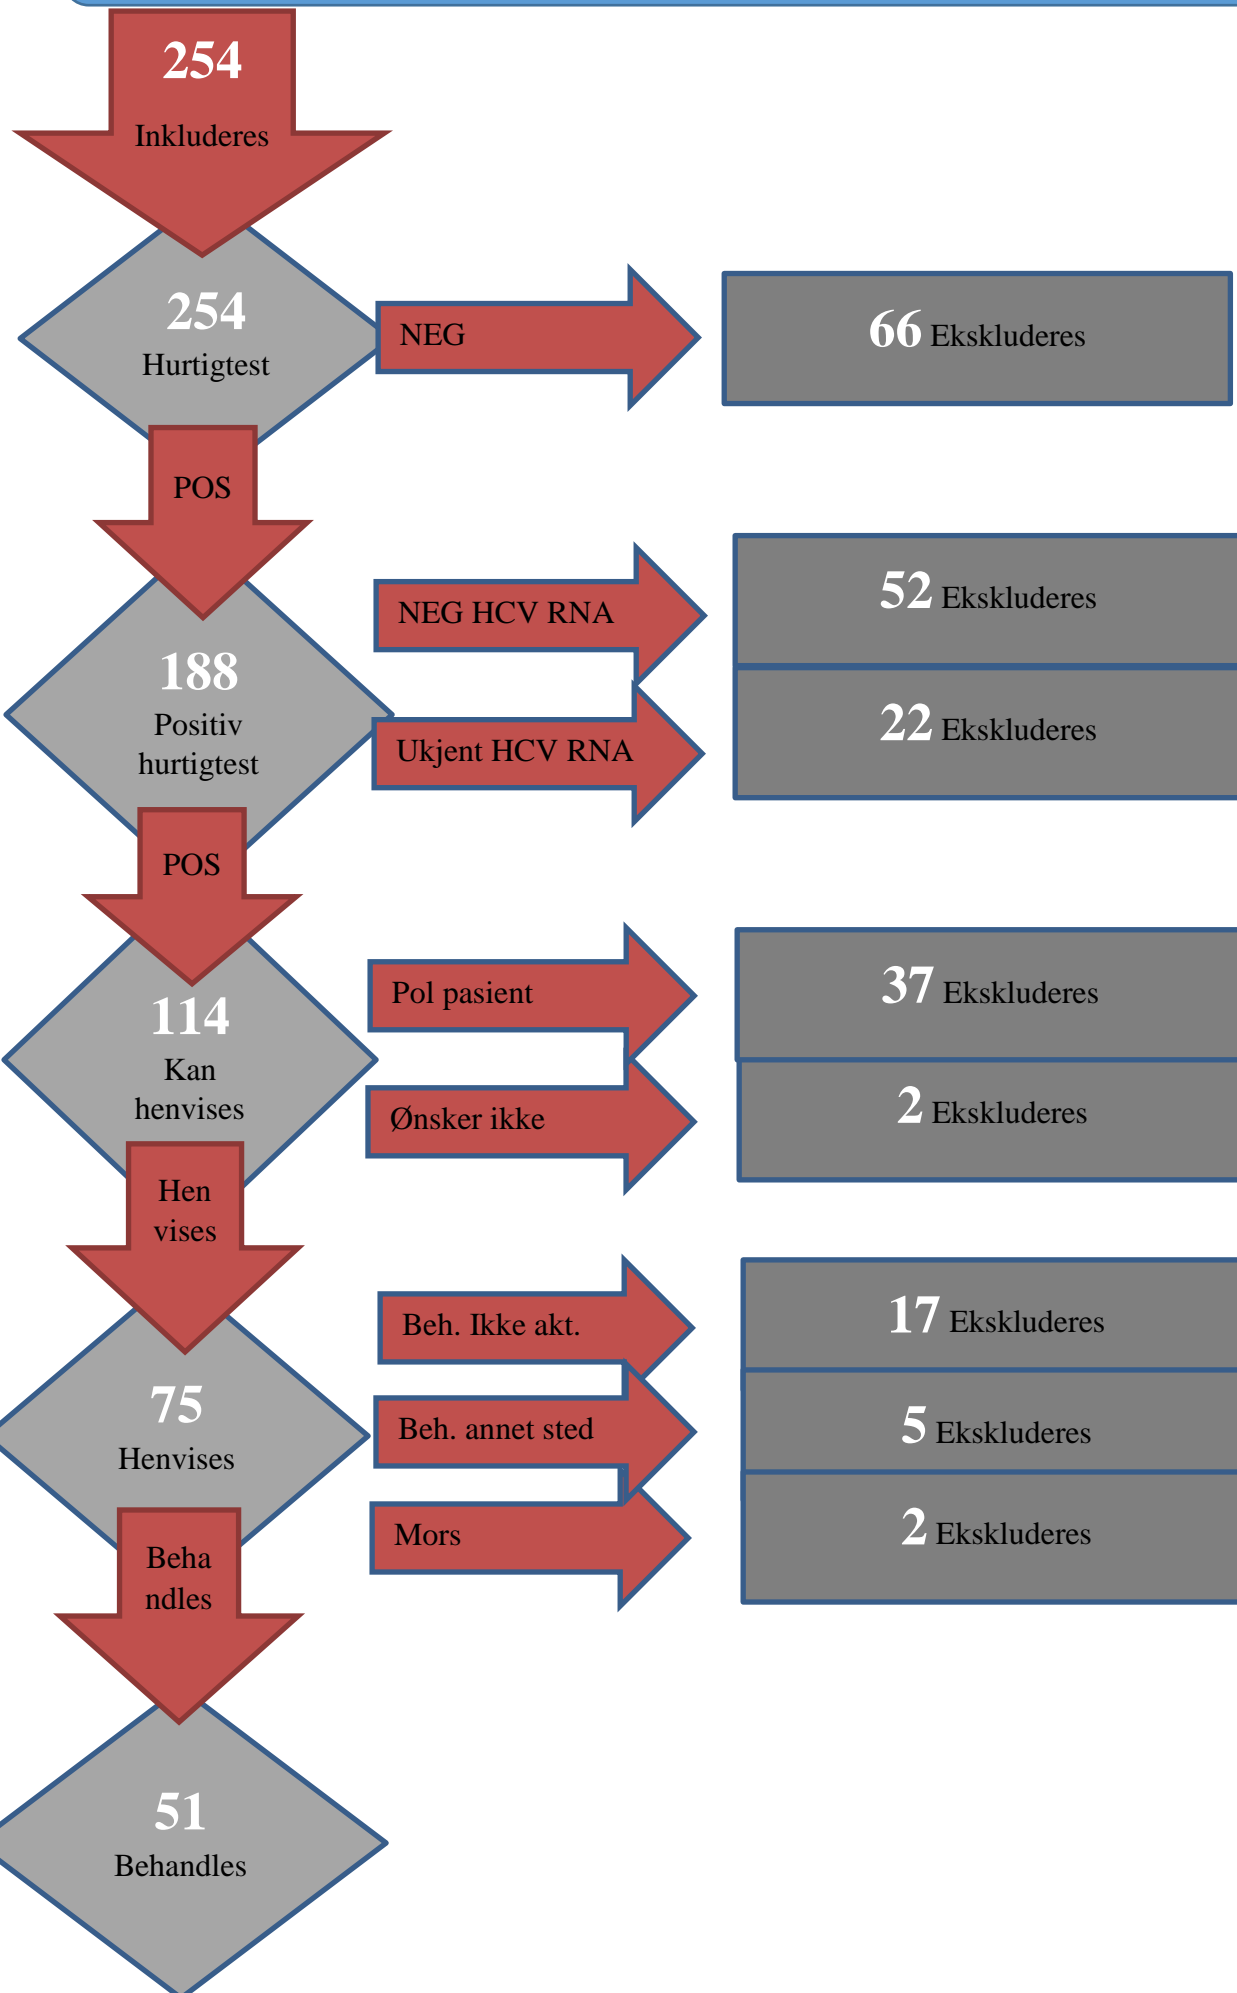 254
Inkluderes
254
Hurtigtest
NEG
66 Ekskluderes
POS
188
Positiv
hurtigtest
NEG HCV RNA
52 Ekskluderes
Ukjent HCV RNA
22 Ekskluderes
POS
114
Kan
henvises
Pol pasient
37 Ekskluderes
Ønsker ikke
2 Ekskluderes
Hen
vises
75
Henvises
Beh. Ikke akt.
17 Ekskluderes
Beh. annet sted
5 Ekskluderes
Mors
2 Ekskluderes
Beha
ndles
51
Behandles